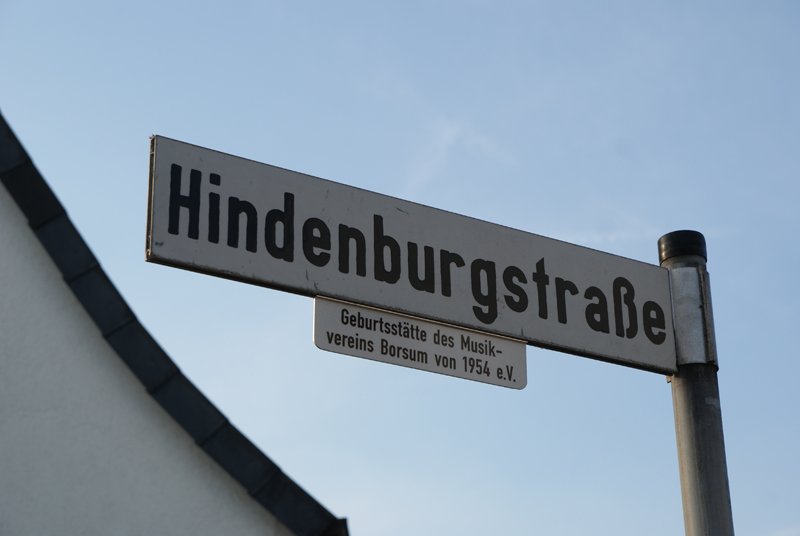 Hindenburgstraße
Geburtsstätte des Musik-
vereins Borsum von 1954 e.V.